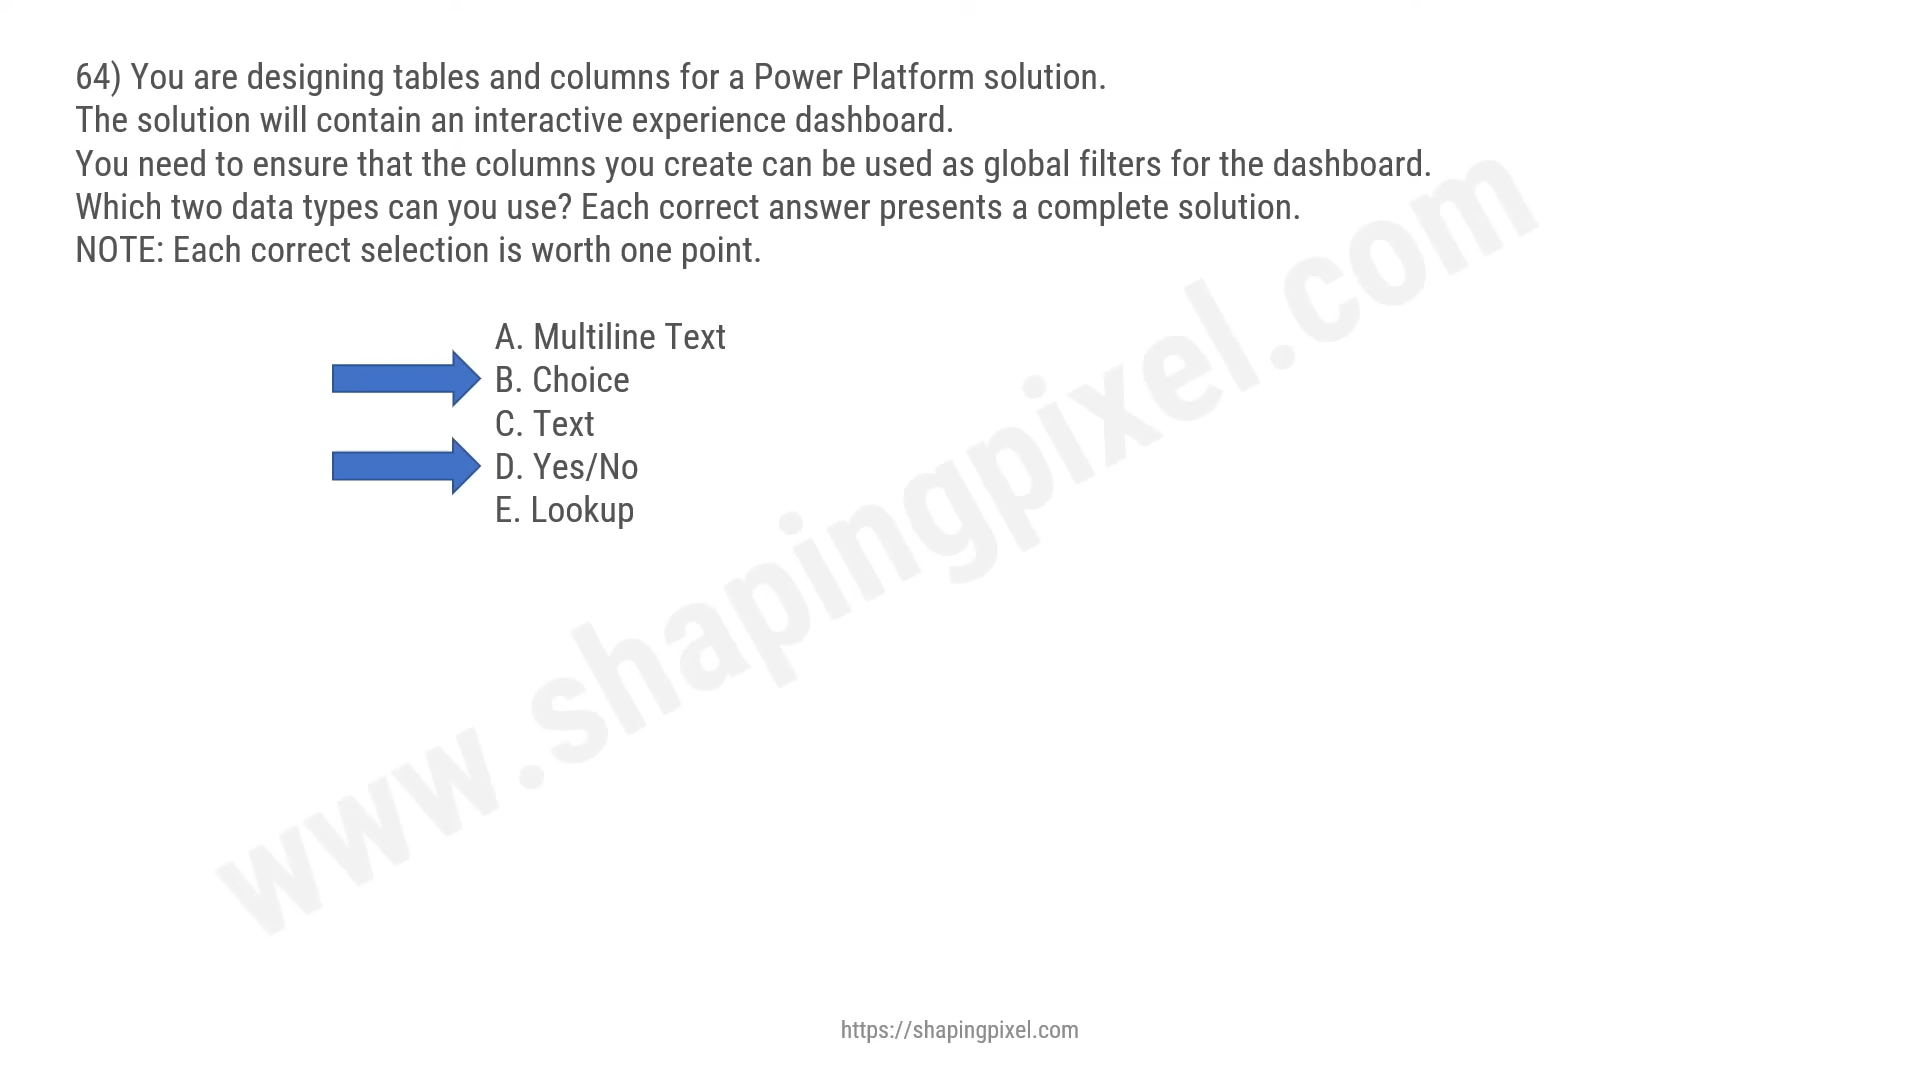 64) You are designing tables and columns for a Power Platform solution.
The solution will contain an interactive experience dashboard.
You need to ensure that the columns you create can be used as global filters for the dashboard.
Which two data types can you use? Each correct answer presents a complete solution.
NOTE: Each correct selection is worth one point.
A. Multiline Text
B. Choice
C. Text
D. Yes/No
E. Lookup
www.shapingpixel.com
https://shapingpixel.com